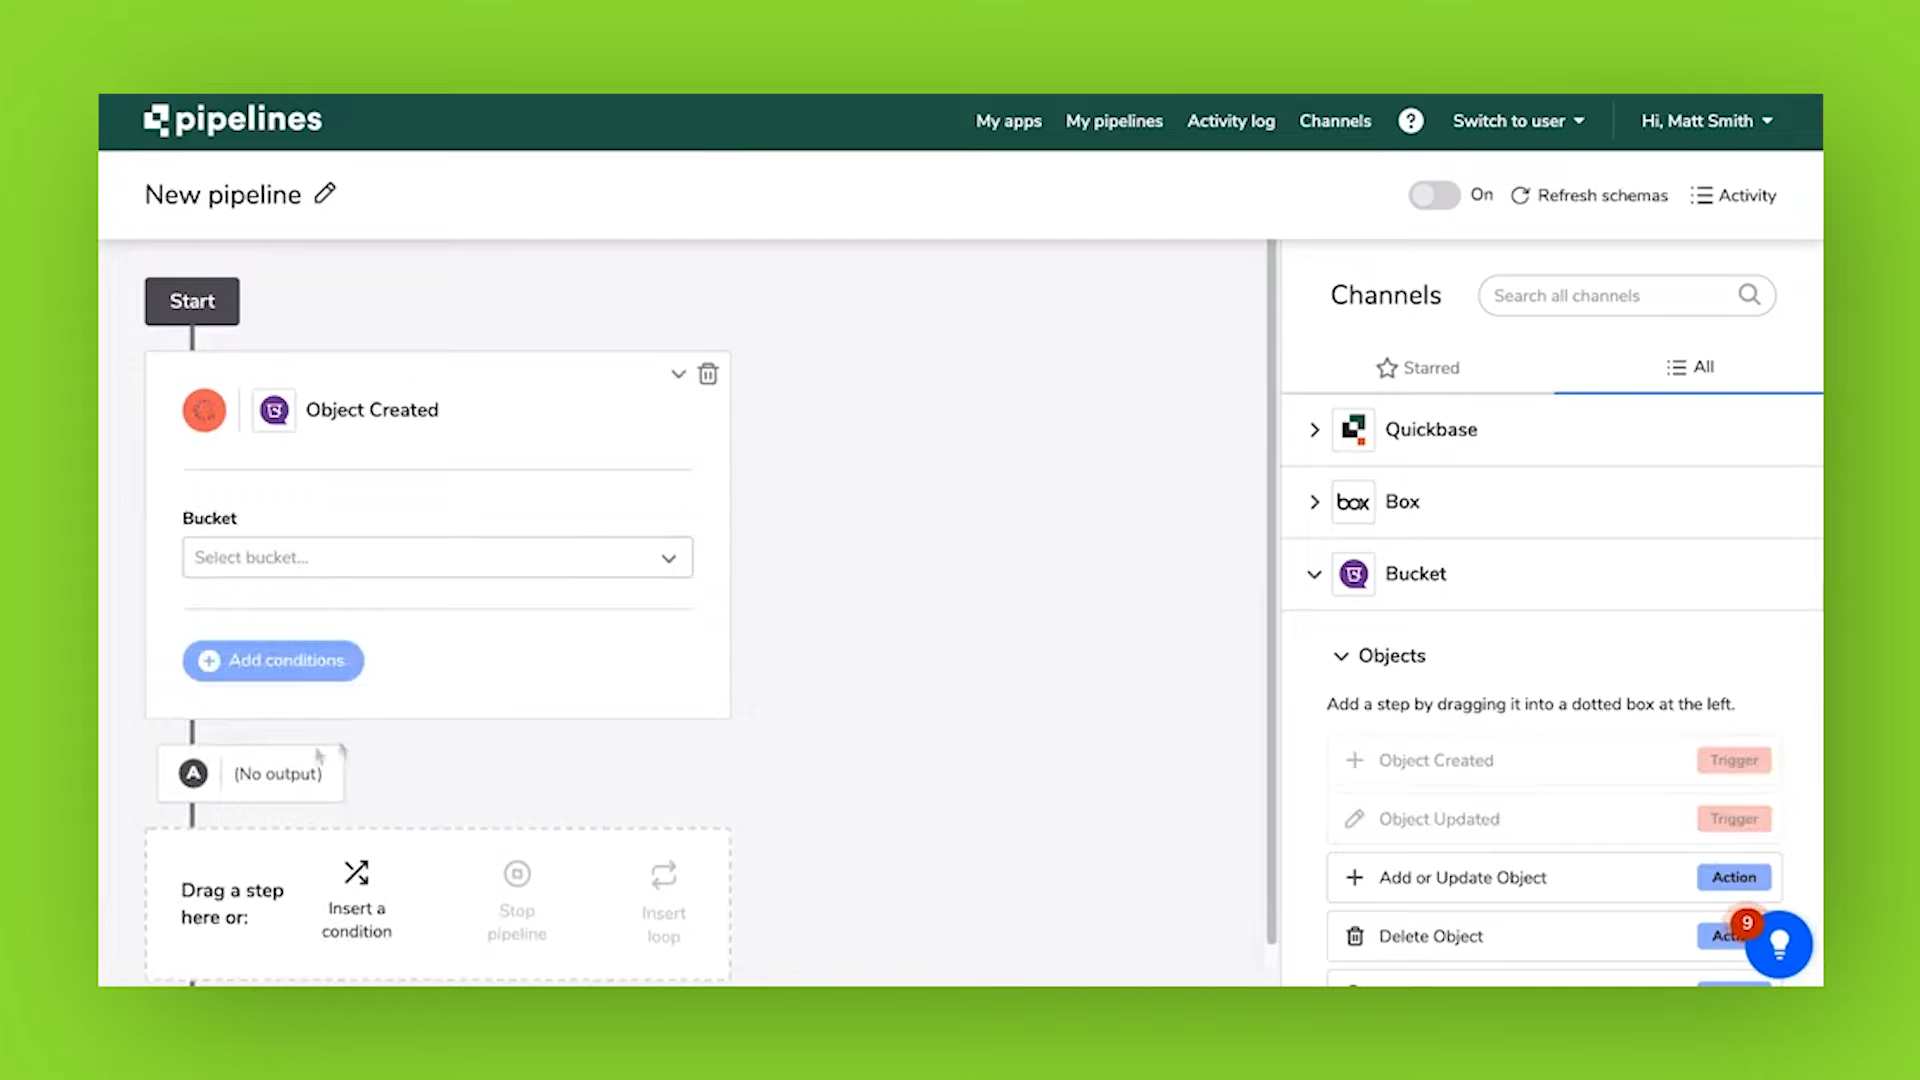 pipelines
My apps
My pipelines
Activity log
Channels
?
Switch to user
Hi, Matt Smith
New pipeline
On
Refresh schemas
Activity
Start
Object Created
Bucket
Select bucket...
Add conditions
A
(No output)
Drag a step
here or:
Insert a
condition
Stop
pipeline
Insert
loop
Channels
Search all channels
Starred
All
Quickbase
box
Box
Bucket
Objects
Add a step by dragging it into a dotted box at the left.
Object Created
Trigger
Object Updated
Trigger
Add or Update Object
Action
Delete Object
9